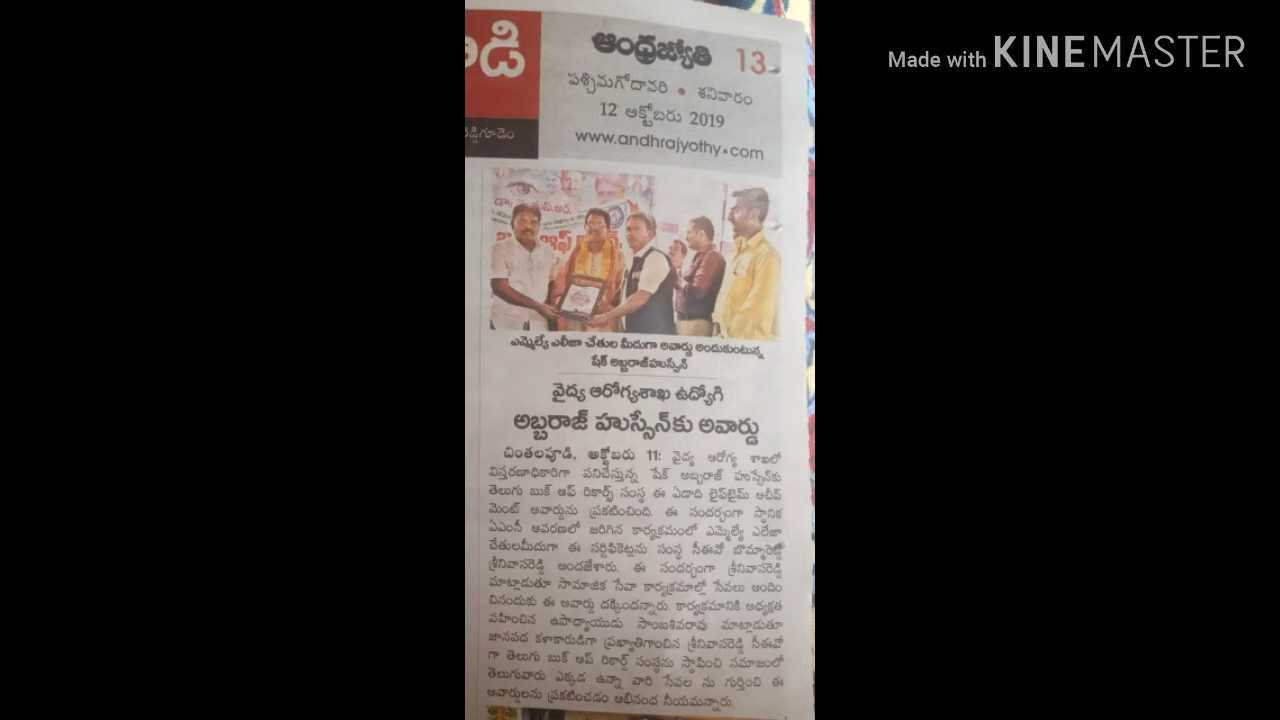 Made with KINEMASTER
డి
ఆంధ్రజ్యోతి 13
పశ్చిమగోదావరి • శనివారం
12 అక్టోబరు 2019
www.andhrajyothy.com
ఎమ్మెల్యే ఎలీజా చేతుల మీదుగా అవార్డు అందుకుంటున్న
షేక్ అబ్బరాజ్‌హుస్సేన్
వైద్య ఆరోగ్యశాఖ ఉద్యోగి
అబ్బరాజ్ హుస్సేన్‌కు అవార్డు
చింతలపూడి, అక్టోబరు 11: వైద్య ఆరోగ్య శాఖలో
విస్తరణాధికారిగా పనిచేస్తున్న షేక్ అబ్బరాజ్ హుస్సేన్‌కు
తెలుగు బుక్ ఆఫ్ రికార్డ్స్ సంస్థ ఈ ఏడాది లైఫ్‌టైమ్ అచీవ్
మెంట్ అవార్డును ప్రకటించింది. ఈ సందర్భంగా స్థానిక
ఏఎంసీ ఆవరణలో జరిగిన కార్యక్రమంలో ఎమ్మెల్యే ఎలీజా
చేతులమీదుగా ఈ సర్టిఫికెట్లను సంస్థ సీఈవో బొమ్మారెడ్డి
శ్రీనివాసరెడ్డి అందజేశారు. ఈ సందర్భంగా శ్రీనివాసరెడ్డి
మాట్లాడుతూ సామాజిక సేవా కార్యక్రమాల్లో సేవలు అందిం
చినందుకు ఈ అవార్డు దక్కిందన్నారు. కార్యక్రమానికి అధ్యక్షత
వహించిన ఉపాధ్యాయుడు సాంబశివరావు మాట్లాడుతూ
జానపద కళాకారుడిగా ప్రఖ్యాతిగాంచిన శ్రీనివాసరెడ్డి సీఈవో
గా తెలుగు బుక్ ఆఫ్ రికార్డ్ సంస్థను స్థాపించి సమాజంలో
తెలుగువారు ఎక్కడ ఉన్నా వారి సేవల ను గుర్తించి ఈ
అవార్డులను ప్రకటించడం అభినంద నీయమన్నారు.